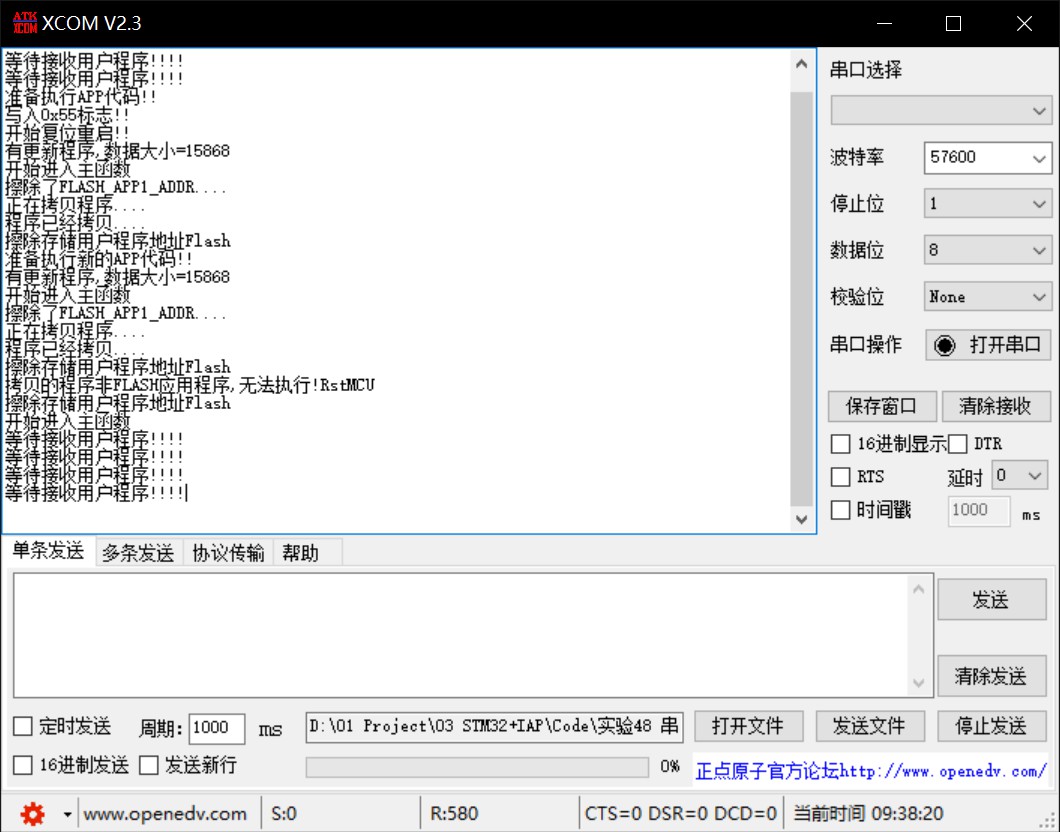 ATK
XCOM
XCOM V2.3
等待接收用户程序!!!!
等待接收用户程序!!!!
准备执行APP代码!!
写入0x55标志!!
开始复位重启!!
有更新程序,数据大小=15868
开始进入主函数
擦除了FLASH_APP1_ADDR....
正在拷贝程序....
程序已经拷贝....
擦除存储用户程序地址Flash
准备执行新的APP代码!!
有更新程序,数据大小=15868
开始进入主函数
擦除了FLASH_APP1_ADDR....
正在拷贝程序....
程序已经拷贝....
擦除存储用户程序地址Flash
拷贝的程序非FLASH应用程序,无法执行!RstMCU
擦除存储用户程序地址Flash
开始进入主函数
等待接收用户程序!!!!
等待接收用户程序!!!!
等待接收用户程序!!!!
等待接收用户程序!!!!
串口选择
波特率 57600
停止位 1
数据位 8
校验位 None
串口操作 打开串口
保存窗口 清除接收
16进制显示 DTR
RTS 延时 0
时间戳 1000 ms
单条发送 多条发送 协议传输 帮助
发送
清除发送
定时发送 周期: 1000 ms D:\01 Project\03 STM32+IAP\Code\实验48 串 打开文件 发送文件 停止发送
16进制发送 发送新行 0% 正点原子官方论坛http://www.openedv.com/
www.openedv.com S:0 R:580 CTS=0 DSR=0 DCD=0 当前时间 09:38:20